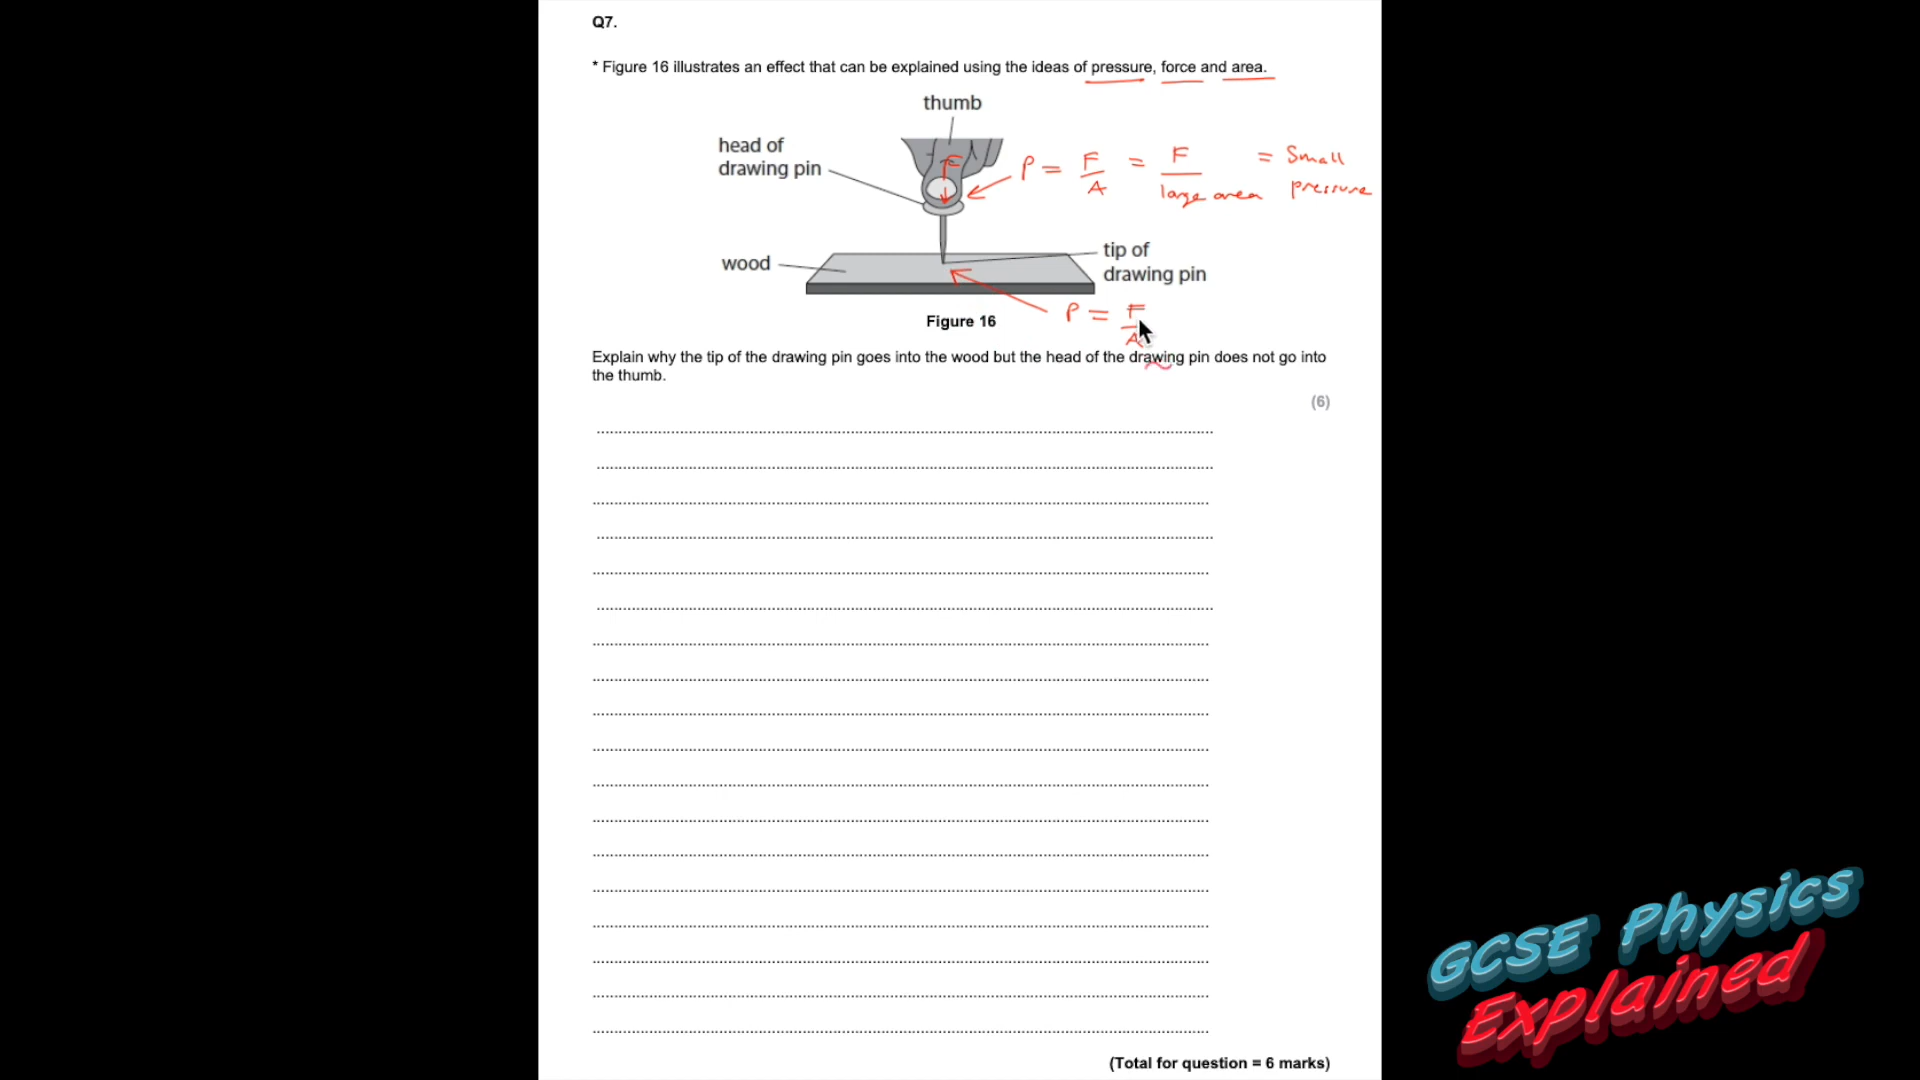 Q7.
* Figure 16 illustrates an effect that can be explained using the ideas of pressure, force and area.
thumb
head of
drawing pin
F
P = F/A = F/large area = Small pressure
wood
tip of
drawing pin
P = F/A
Figure 16
Explain why the tip of the drawing pin goes into the wood but the head of the drawing pin does not go into
the thumb.
(6)
(Total for question = 6 marks)
GCSE Physics
Explained